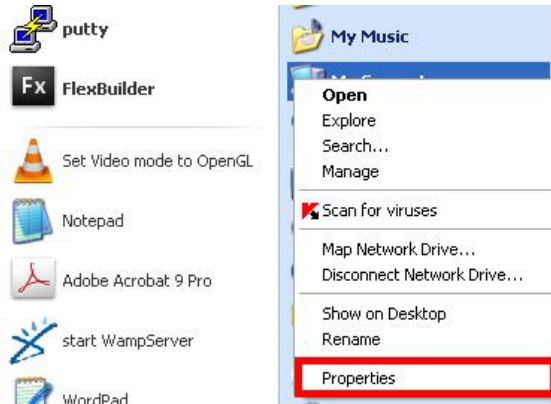 putty
Fx FlexBuilder
Set Video mode to OpenGL
Notepad
Adobe Acrobat 9 Pro
start WampServer
WordPad
My Music
Open
Explore
Search...
Manage
Scan for viruses
Map Network Drive...
Disconnect Network Drive...
Show on Desktop
Rename
Properties